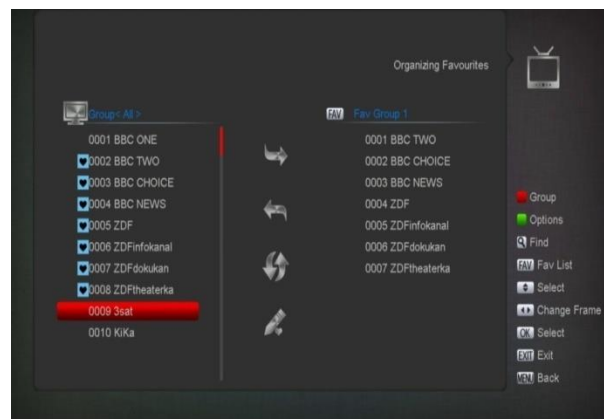 Organizing Favourites
Group< All >
0001 BBC ONE
0002 BBC TWO
0003 BBC CHOICE
0004 BBC NEWS
0005 ZDF
0006 ZDFinfokanal
0007 ZDFdokukan
0008 ZDFtheaterka
0009 3sat
0010 KiKa
FAV Fav Group 1
0001 BBC TWO
0002 BBC CHOICE
0003 BBC NEWS
0004 ZDF
0005 ZDFinfokanal
0006 ZDFdokukan
0007 ZDFtheaterka
Group
Options
Find
FAV Fav List
Select
Change Frame
OK Select
EXIT Exit
MENU Back